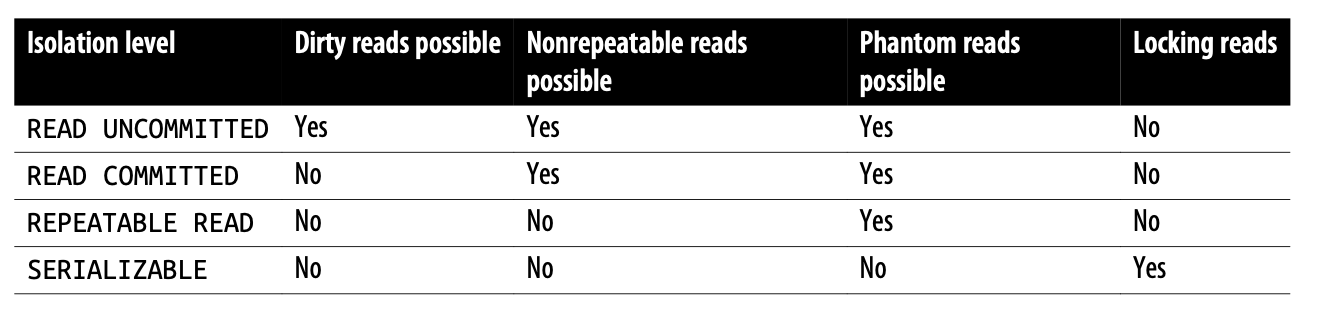 Isolation level Dirty reads possible Nonrepeatable reads possible Phantom reads possible Locking reads
READ UNCOMMITTED Yes Yes Yes No
READ COMMITTED No Yes Yes No
REPEATABLE READ No No Yes No
SERIALIZABLE No No No Yes